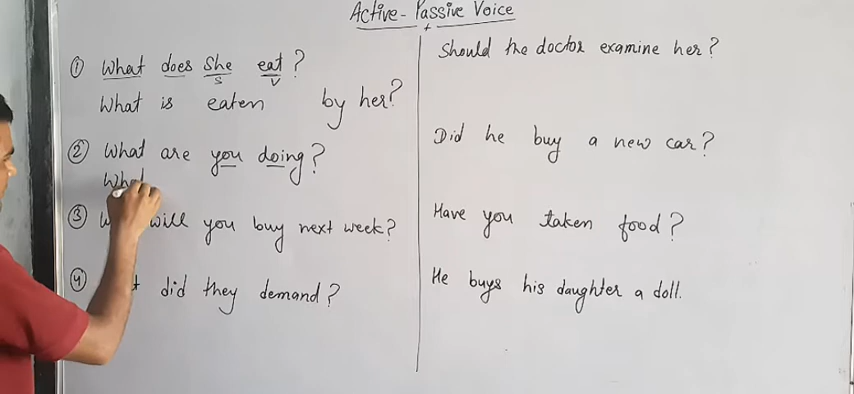 Active-Passive Voice
① What does She eat?
S V
What is eaten by her?
② What are you doing?
What
③ will you buy next week?
④ did they demand?
Should the doctor examine her?
Did he buy a new car?
Have you taken food?
He buys his daughter a doll.